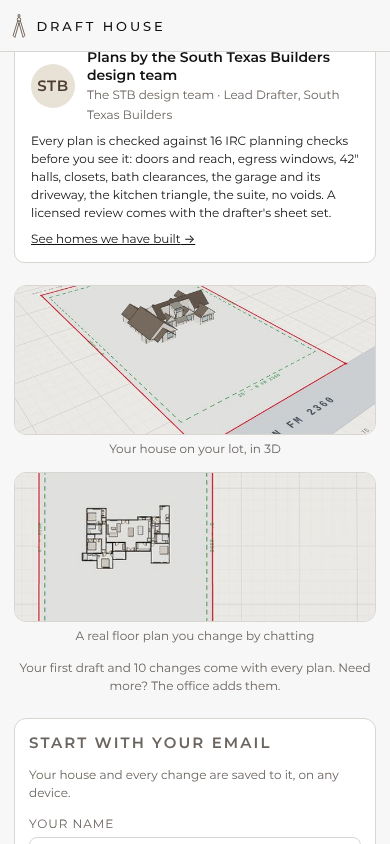 DRAFT HOUSE
Plans by the South Texas Builders
design team
STB
The STB design team · Lead Drafter, South
Texas Builders
Every plan is checked against 16 IRC planning checks
before you see it: doors and reach, egress windows, 42"
halls, closets, bath clearances, the garage and its
driveway, the kitchen triangle, the suite, no voids. A
licensed review comes with the drafter's sheet set.
See homes we have built →
N FM 2360
Your house on your lot, in 3D
A real floor plan you change by chatting
Your first draft and 10 changes come with every plan. Need
more? The office adds them.
START WITH YOUR EMAIL
Your house and every change are saved to it, on any
device.
YOUR NAME